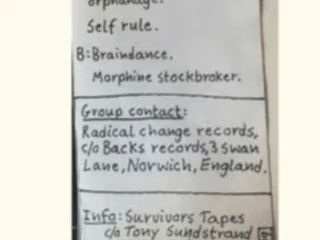 orphanage.
Self rule.
B: Braindance.
Morphine stockbroker.
Group contact:
Radical change records,
c/o Backs records, 3 Swan
Lane, Norwich, England.
Info: Survivors Tapes
c/o Tony Sundstrand